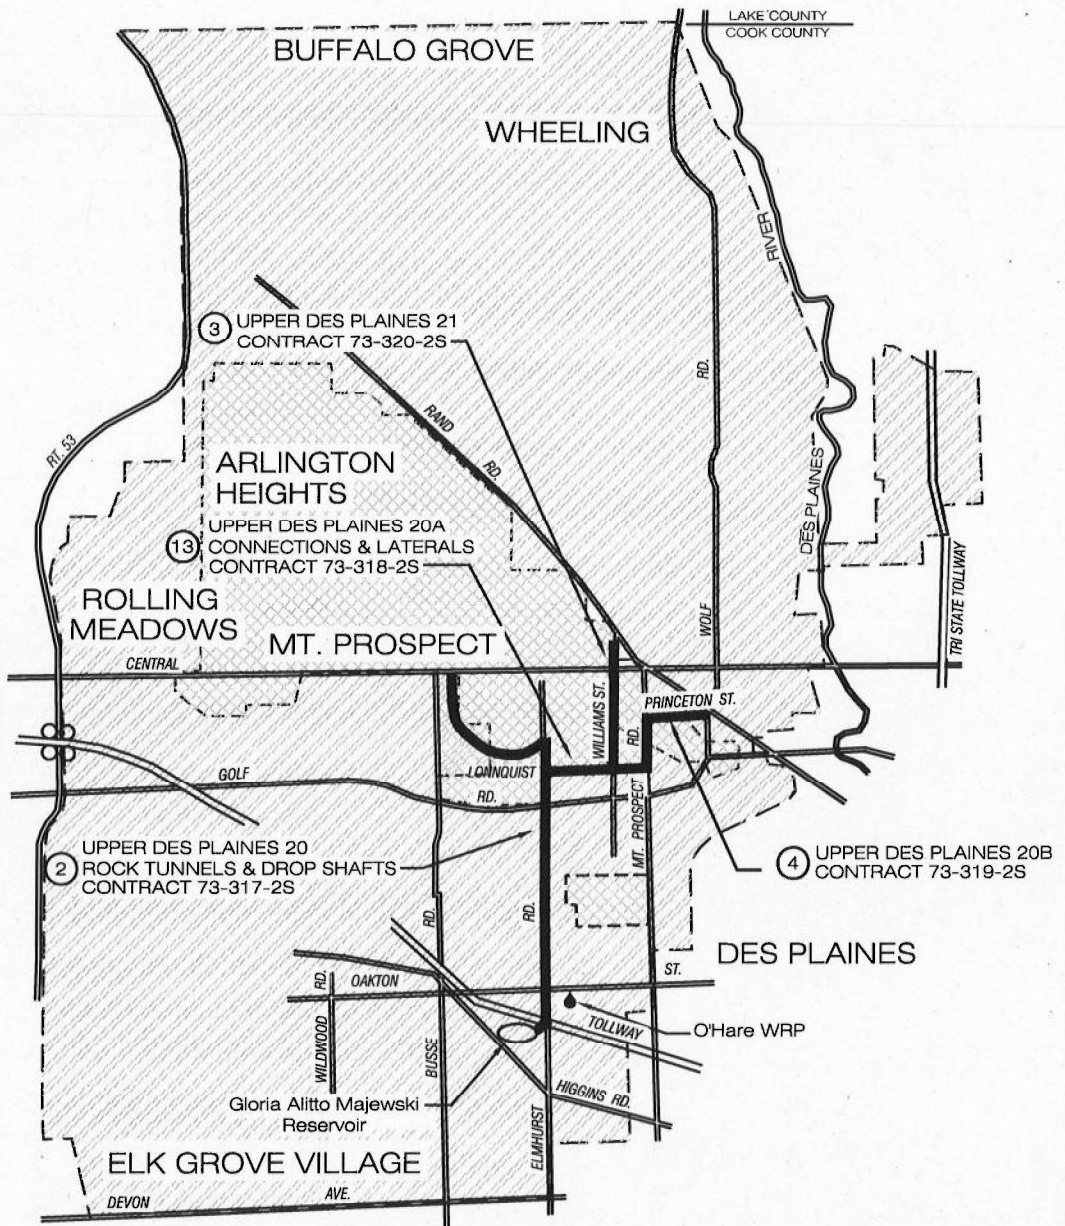 LAKE COUNTY
COOK COUNTY
BUFFALO GROVE
WHEELING
RIVER
3 UPPER DES PLAINES 21
CONTRACT 73-320-2S
RD.
RAND
RD.
RT. 53
ARLINGTON
HEIGHTS
DES PLAINES
13 UPPER DES PLAINES 20A
CONNECTIONS & LATERALS
CONTRACT 73-318-2S
ROLLING
MEADOWS
MT. PROSPECT
WOLF
TRI STATE TOLLWAY
CENTRAL
WILLIAMS ST.
PRINCETON ST.
RD.
LONNQUIST
GOLF
RD.
MT. PROSPECT
2 UPPER DES PLAINES 20
ROCK TUNNELS & DROP SHAFTS
CONTRACT 73-317-2S
4 UPPER DES PLAINES 20B
CONTRACT 73-319-2S
RD.
RD.
DES PLAINES
RD.
OAKTON
ST.
WILDWOOD
TOLLWAY
O'Hare WRP
BUSSE
Gloria Alitto Majewski
Reservoir
HIGGINS RD.
ELMHURST
ELK GROVE VILLAGE
DEVON
AVE.